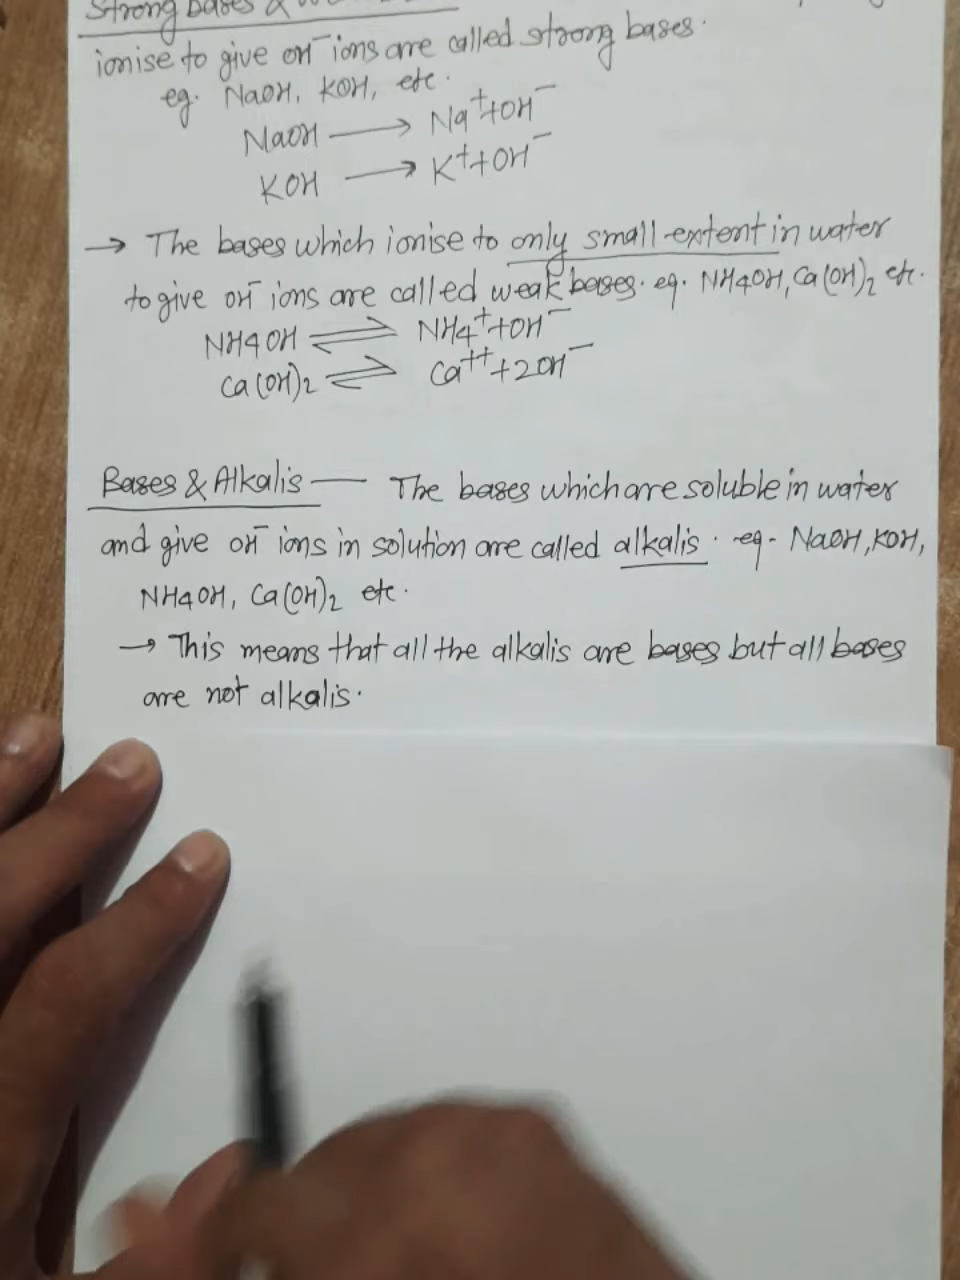 Strong bases &
ionise to give OH⁻ ions are called strong bases.
eg. NaOH, KOH, etc.
NaOH ⟶ Na⁺+OH⁻
KOH ⟶ K⁺+OH⁻
→ The bases which ionise to only small extent in water
to give OH⁻ ions are called weak bases. eg. NH4OH, Ca(OH)₂ etc.
NH4OH ⇌ NH4⁺+OH⁻
Ca(OH)₂ ⇌ Ca⁺⁺+2OH⁻
Bases & Alkalis — The bases which are soluble in water
and give OH⁻ ions in solution are called alkalis. eg- NaOH, KOH,
NH4OH, Ca(OH)₂ etc.
→ This means that all the alkalis are bases but all bases
are not alkalis.